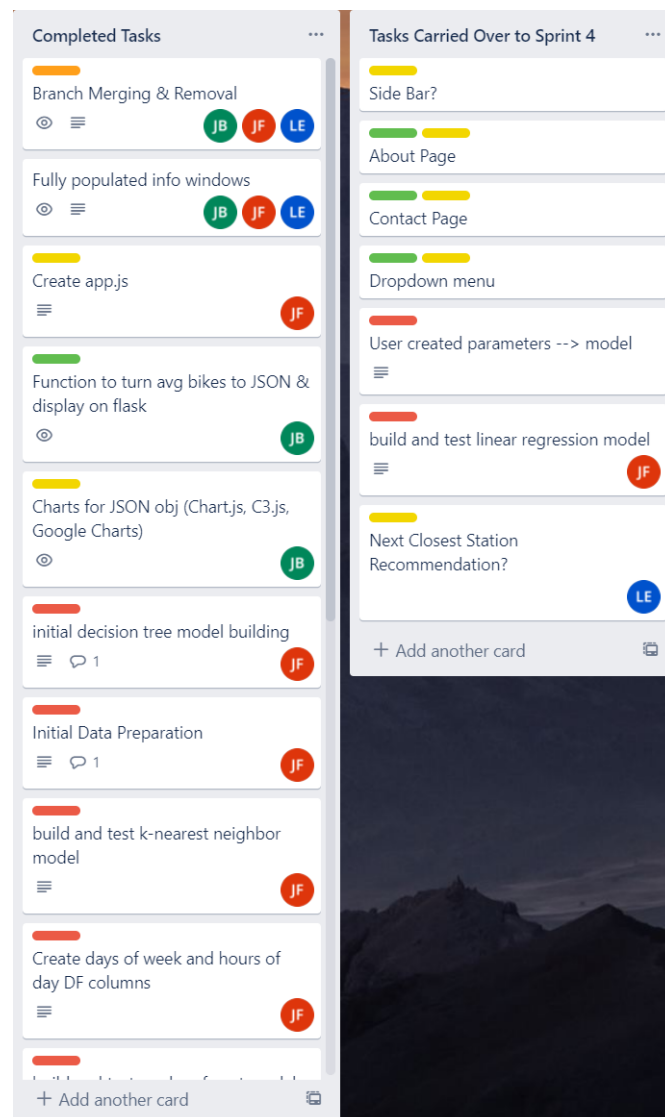 Completed Tasks
Branch Merging & Removal
JB JF LE
Fully populated info windows
JB JF LE
Create app.js
JF
Function to turn avg bikes to JSON &
display on flask
JB
Charts for JSON obj (Chart.js, C3.js,
Google Charts)
JB
initial decision tree model building
1
JF
Initial Data Preparation
1
JF
build and test k-nearest neighbor
model
JF
Create days of week and hours of
day DF columns
JF
+ Add another card
Tasks Carried Over to Sprint 4
Side Bar?
About Page
Contact Page
Dropdown menu
User created parameters --> model
build and test linear regression model
JF
Next Closest Station
Recommendation?
LE
+ Add another card